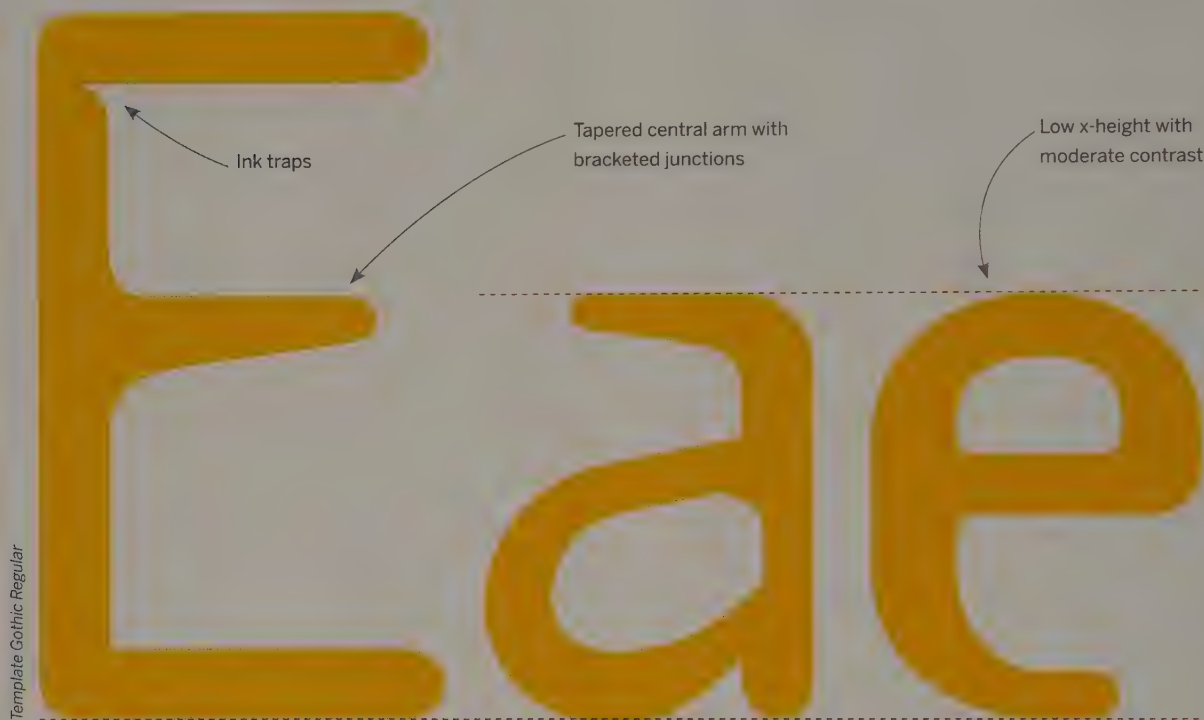 Eae
Ink traps
Tapered central arm with
bracketed junctions
Low x-height with
moderate contrast
Template Gothic Regular